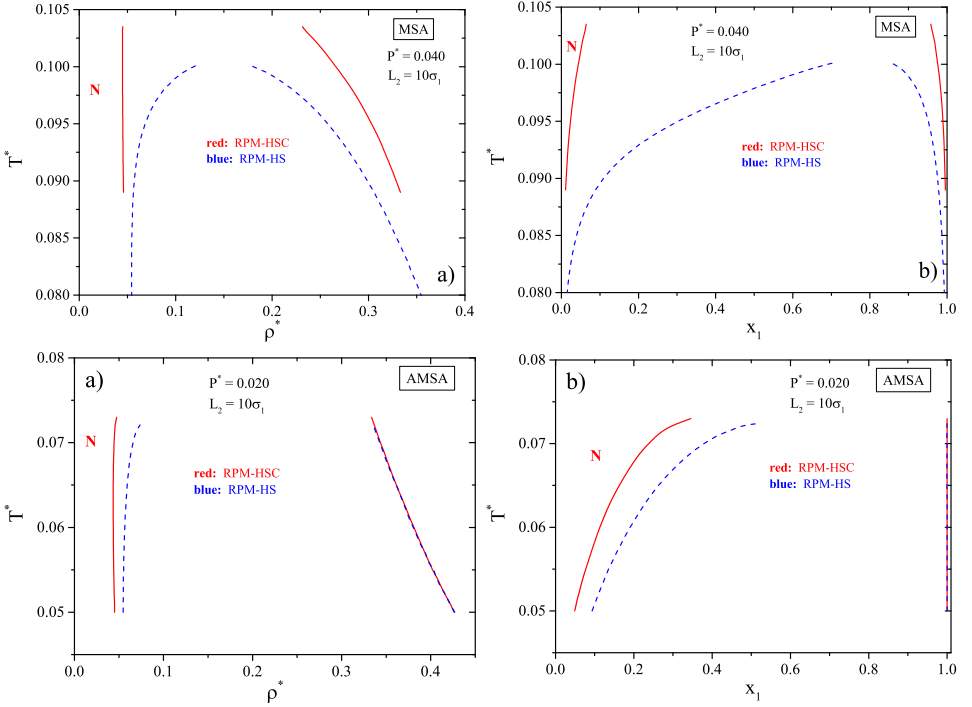 0.105
0.100
0.095
0.090
0.085
0.080
T*
0.0
0.1
0.2
0.3
0.4
ρ*
MSA
P* = 0.040
L₂ = 10σ₁
N
red: RPM-HSC
blue: RPM-HS
a)
0.105
0.100
0.095
0.090
0.085
0.080
T*
0.0
0.2
0.4
0.6
0.8
1.0
x₁
N
P* = 0.040
L₂ = 10σ₁
MSA
red: RPM-HSC
blue: RPM-HS
b)
0.08
0.07
0.06
0.05
T*
0.0
0.1
0.2
0.3
0.4
ρ*
a)
P* = 0.020
L₂ = 10σ₁
AMSA
N
red: RPM-HSC
blue: RPM-HS
0.08
0.07
0.06
0.05
T*
0.0
0.2
0.4
0.6
0.8
1.0
x₁
b)
P* = 0.020
L₂ = 10σ₁
AMSA
N
red: RPM-HSC
blue: RPM-HS